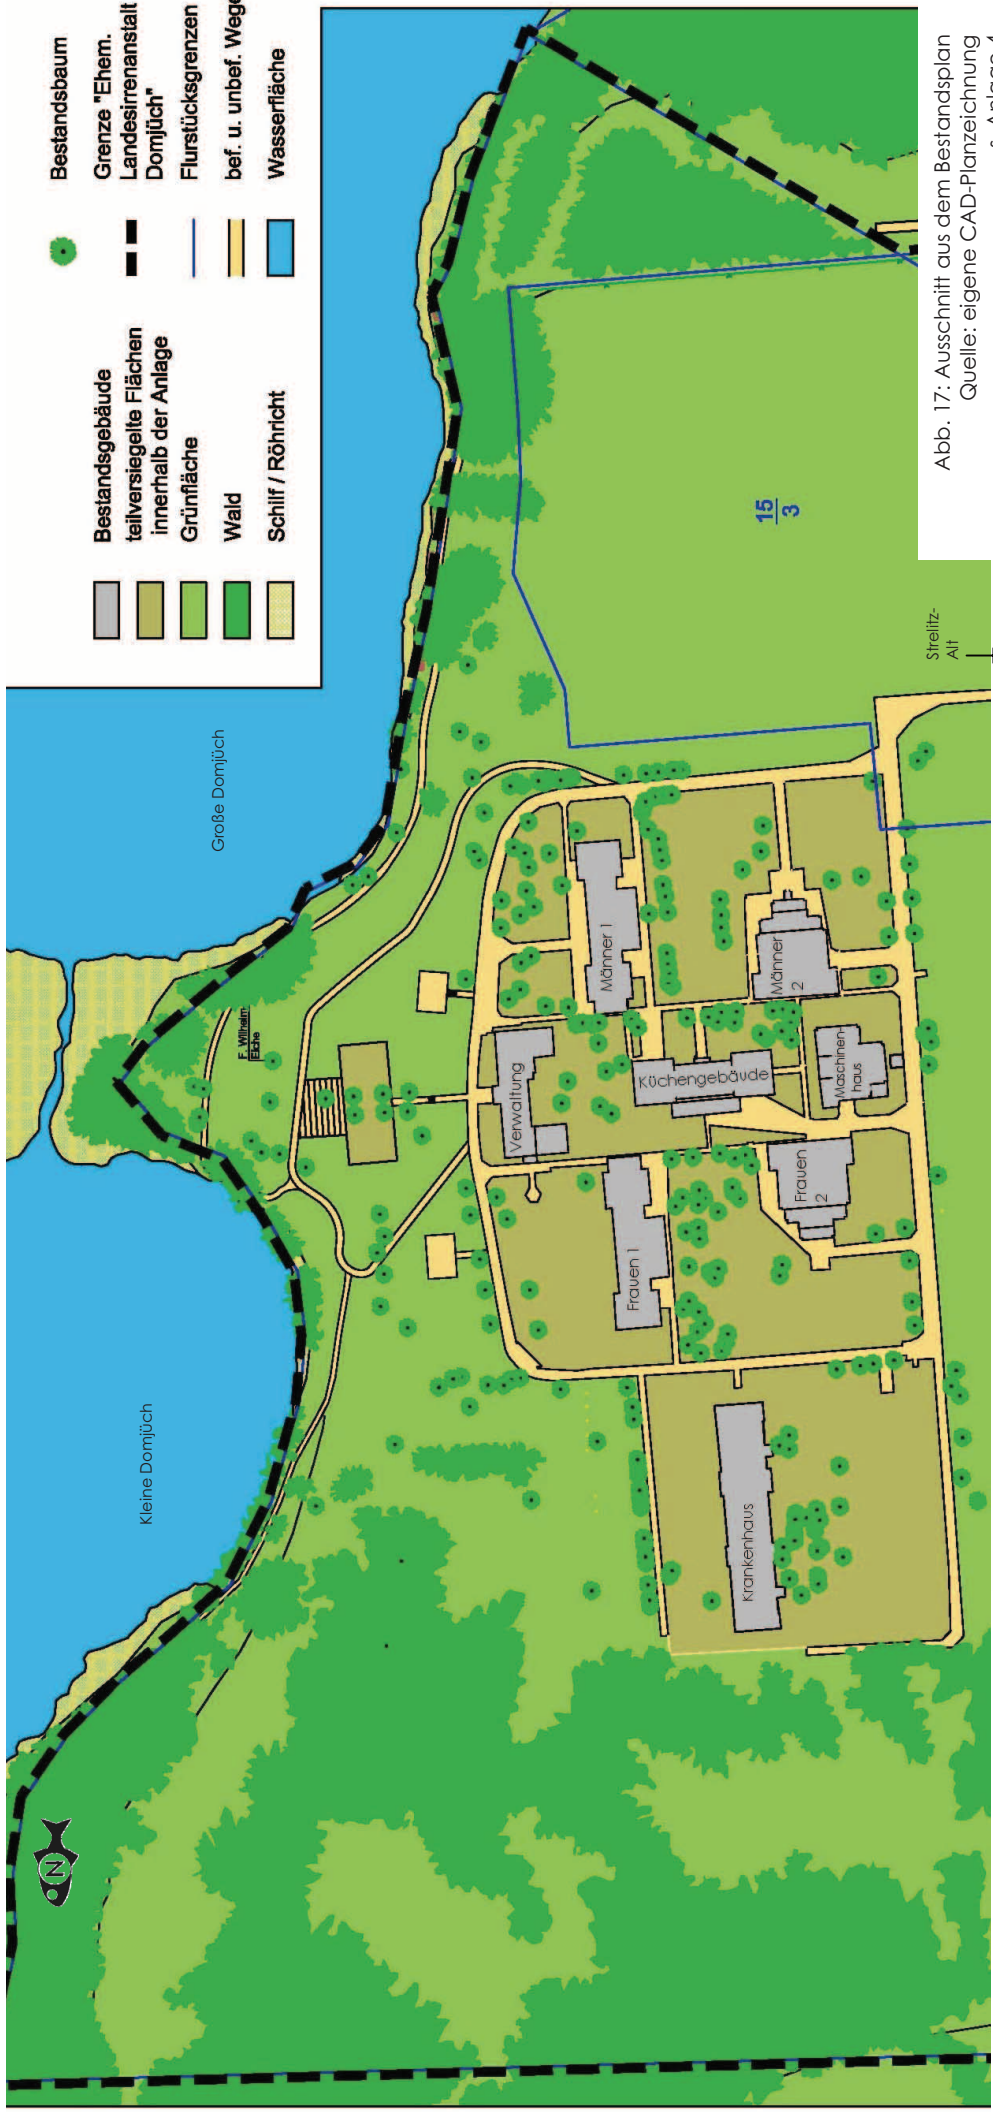 Bestandsgebäude
teilversiegelte Flächen
innerhalb der Anlage
Grünfläche
Wald
Schilf / Röhricht
Bestandsbaum
Grenze "Ehem.
Landesirrenanstalt
Domjüch"
Flurstücksgrenzen
bef. u. unbef. Wege
Wasserfläche
Kleine Domjüch
Große Domjüch
N
F. Wilhelm-
Eiche
Verwaltung
Männer 1
Frauen 1
Küchengebäude
Männer
2
Frauen
2
Maschinen-
haus
Krankenhaus
15
3
Strelitz-
Alt
Abb. 17: Ausschnitt aus dem Bestandsplan
Quelle: eigene CAD-Planzeichnung
Anlage 4